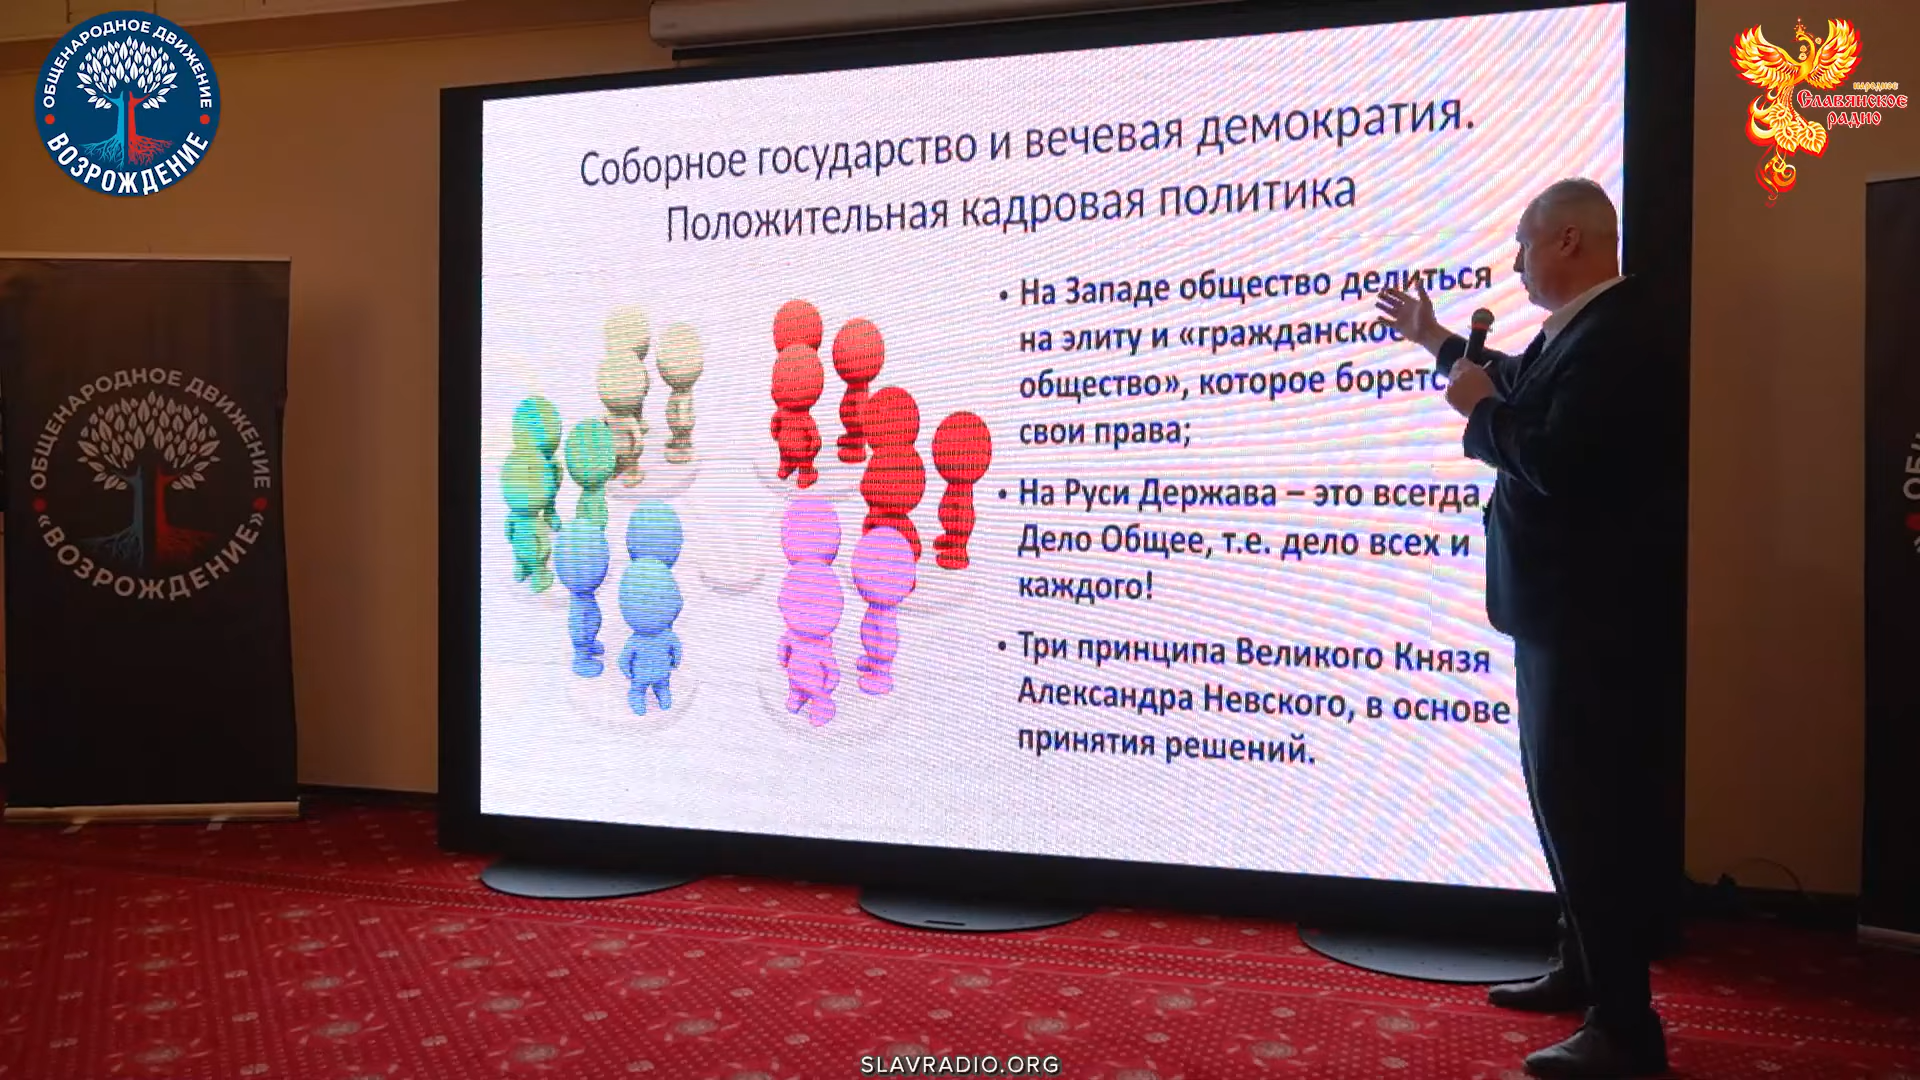 ОБЩЕНАРОДНОЕ ДВИЖЕНИЕ
ВОЗРОЖДЕНИЕ
народное
Славянское
радио
Соборное государство и вечевая демократия.
Положительная кадровая политика
• На Западе общество делиться
на элиту и «гражданское
общество», которое борется
свои права;
• На Руси Держава – это всегда
Дело Общее, т.е. дело всех и
каждого!
• Три принципа Великого Князя
Александра Невского, в основе
принятия решений.
ОБЩЕНАРОДНОЕ ДВИЖЕНИЕ
«ВОЗРОЖДЕНИЕ»
SLAVRADIO.ORG